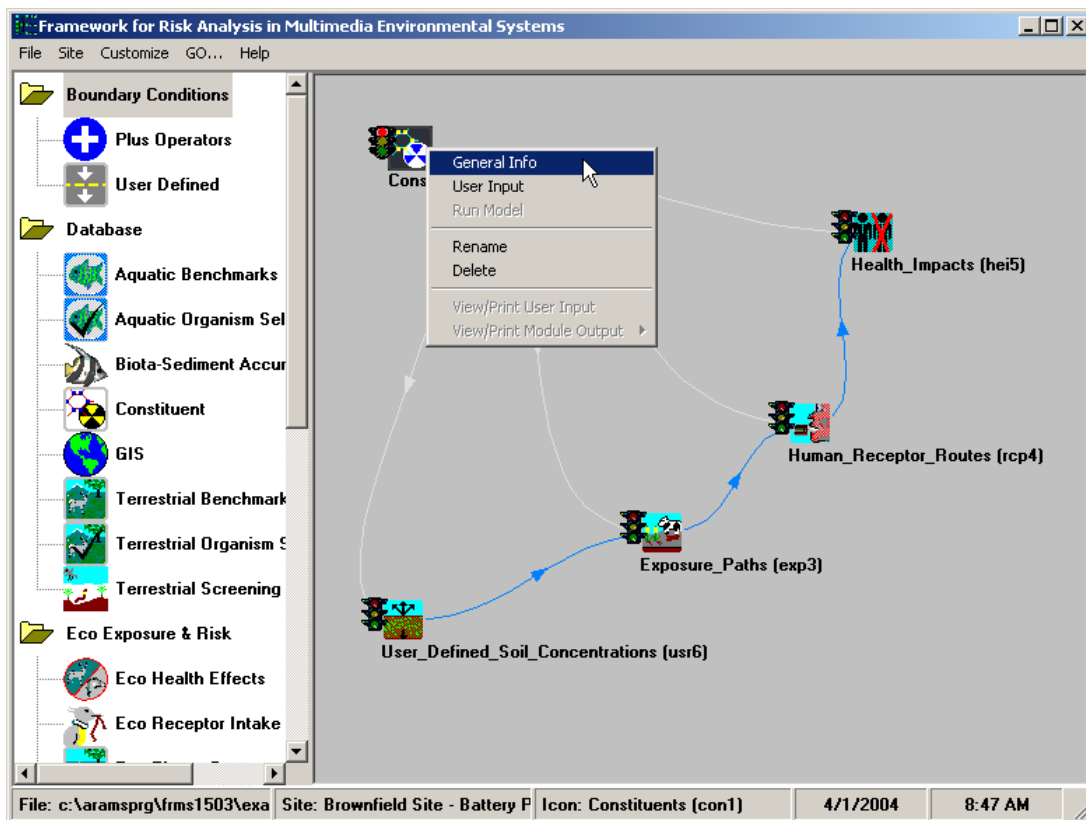 Framework for Risk Analysis in Multimedia Environmental Systems
File Site Customize GO... Help
Boundary Conditions
Plus Operators
User Defined
Database
Aquatic Benchmarks
Aquatic Organism Sel
Biota-Sediment Accur
Constituent
GIS
Terrestrial Benchmark
Terrestrial Organism S
Terrestrial Screening
Eco Exposure & Risk
Eco Health Effects
Eco Receptor Intake
Cons
General Info
User Input
Run Model
Rename
Delete
View/Print User Input
View/Print Module Output
Health_Impacts (hei5)
Human_Receptor_Routes (rcp4)
Exposure_Paths (exp3)
User_Defined_Soil_Concentrations (usr6)
File: c:\aramsprg\frms1503\exa Site: Brownfield Site - Battery P Icon: Constituents (con1) 4/1/2004 8:47 AM